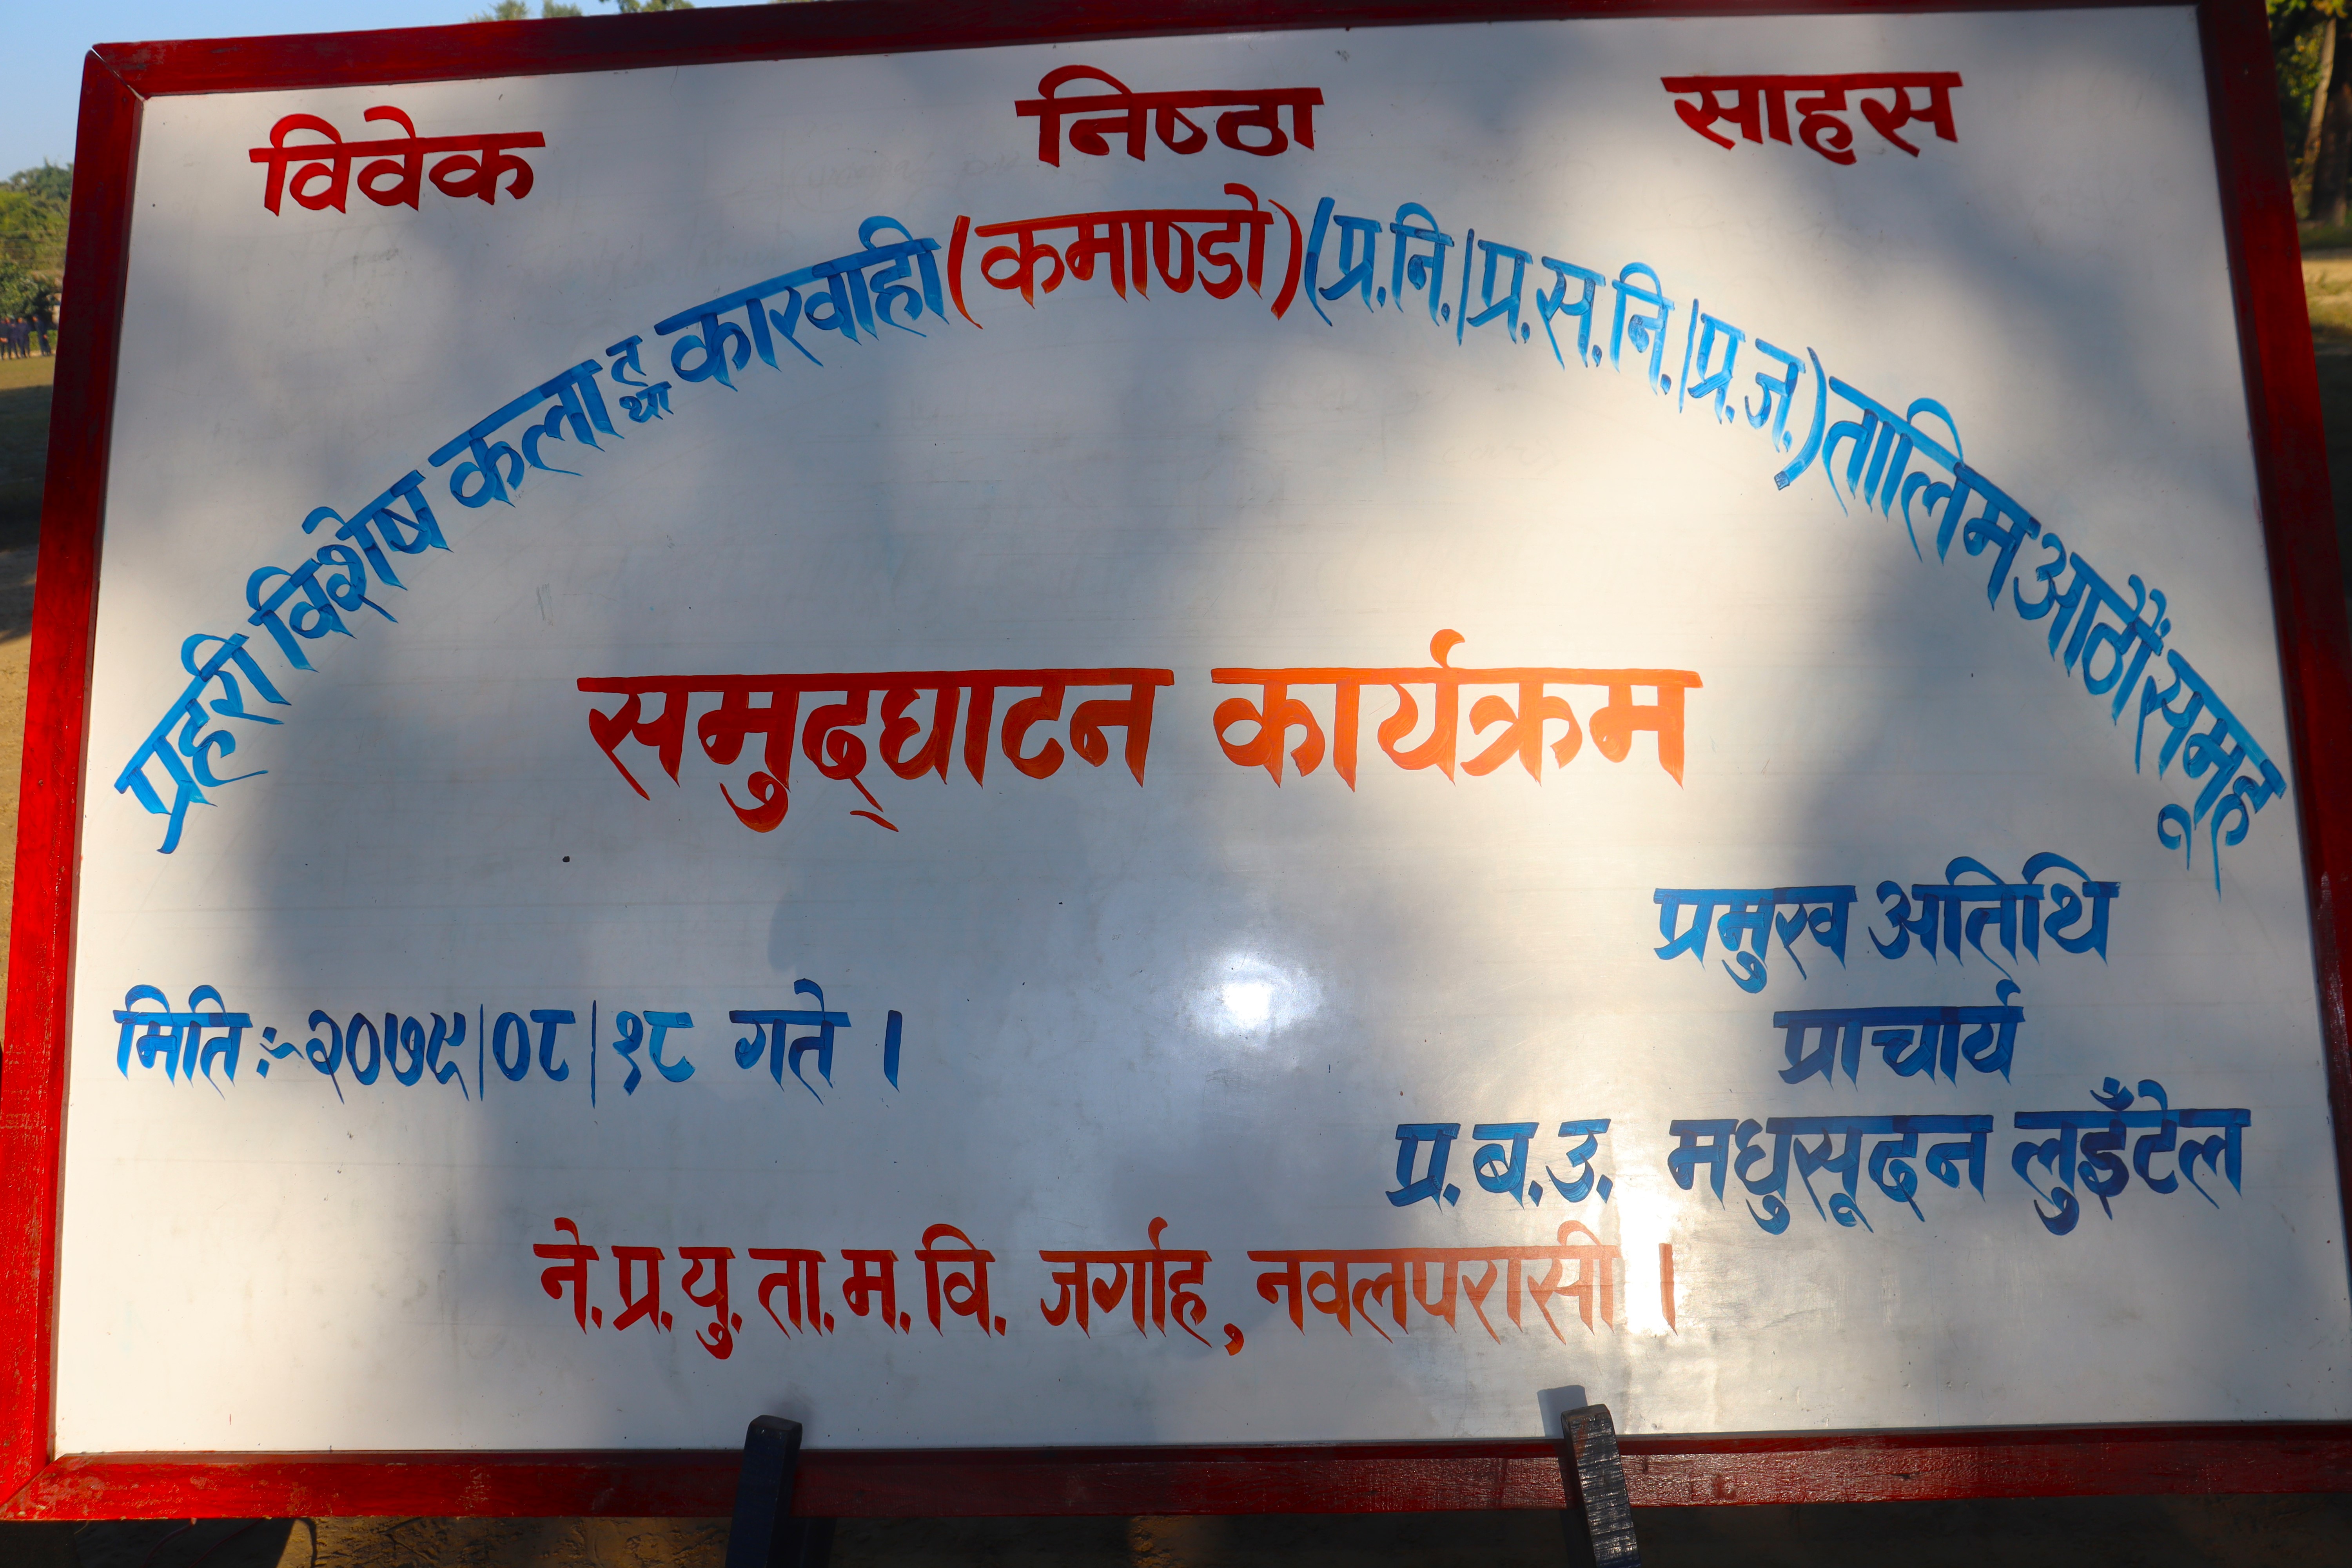 विवेक निष्ठा साहस
प्रहरी विशेष कला तथा कारवाही (कमाण्डो) (प्र.नि.|प्र.स.नि.|प्र.ज.) तालिम आठौं समूह
समुद्घाटन कार्यक्रम
प्रमुख अतिथि
मिति:- २०७५|०८|१८ गते ।
प्राचार्य
प्र.ब.उ. मधुसूदन लुइँटेल
ने.प्र.यु.ता.म.वि. जर्गाह, नवलपरासी ।